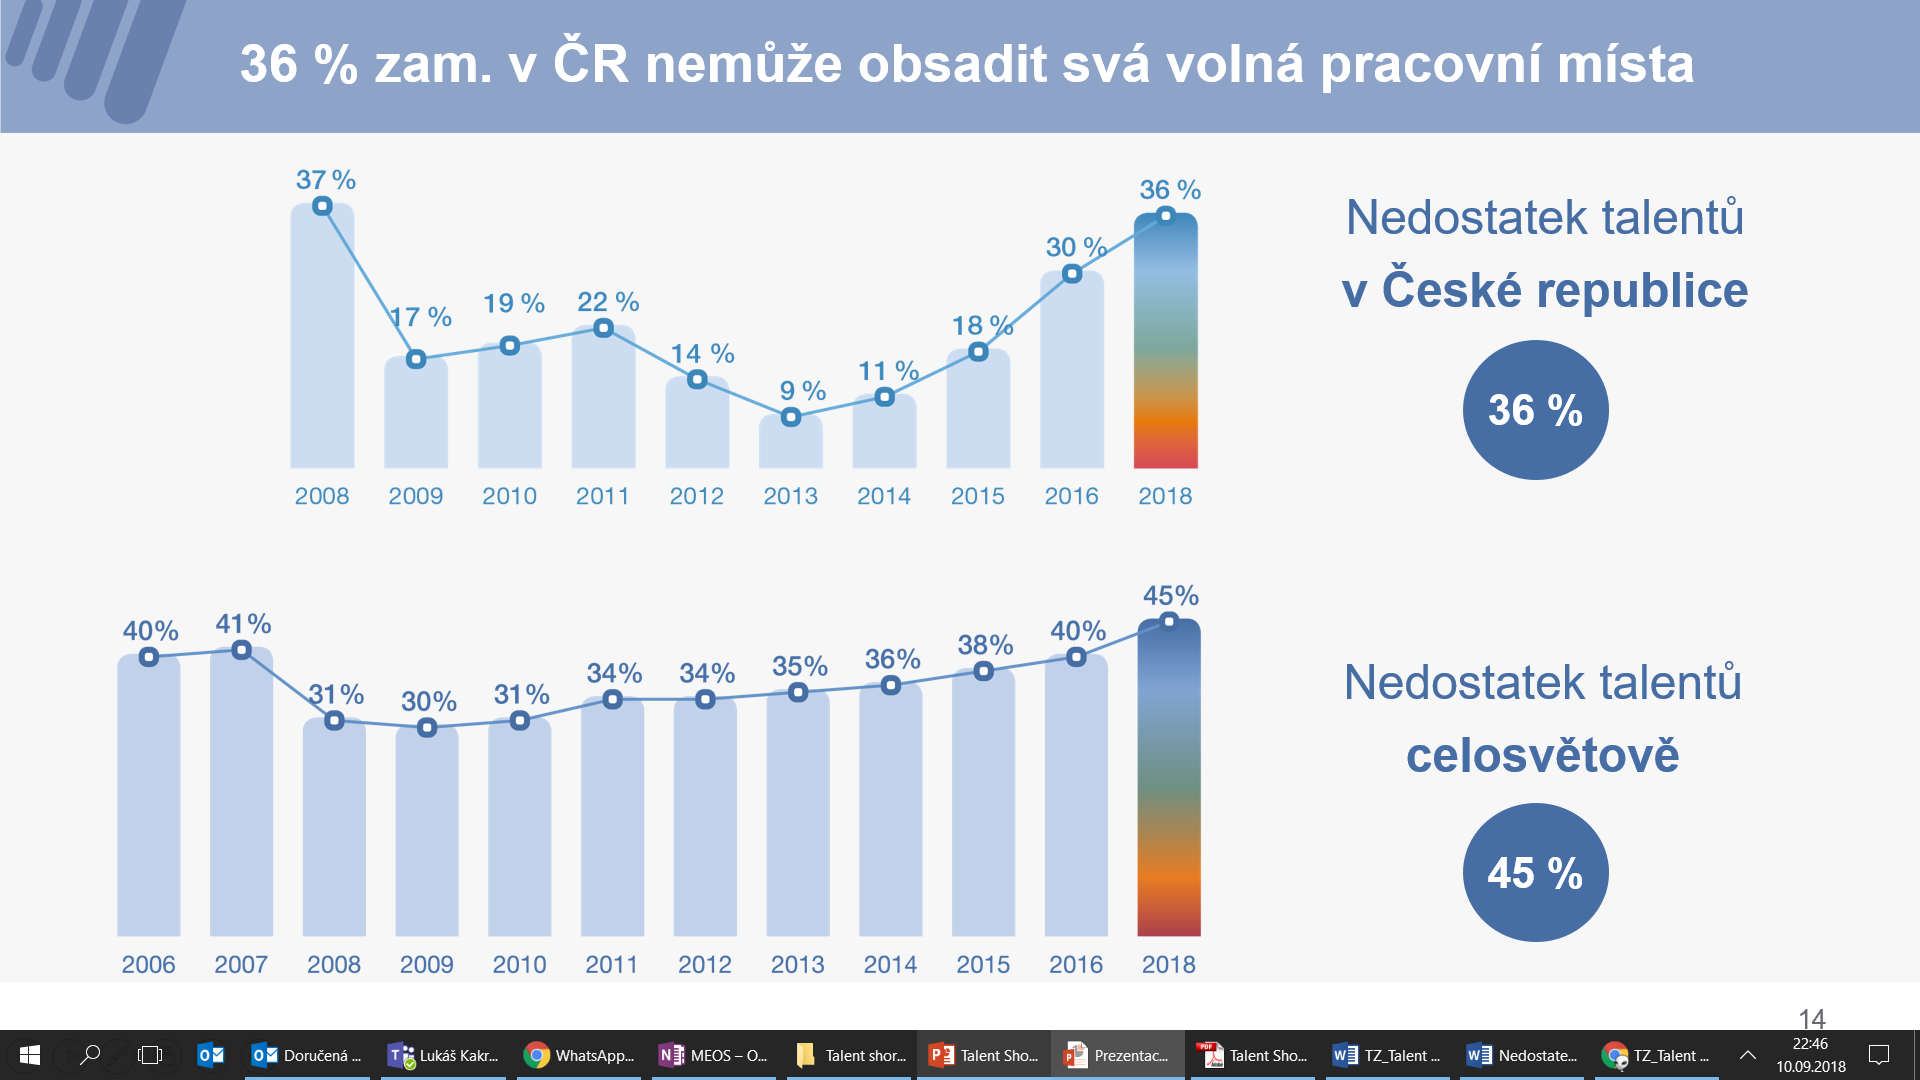 36 % zam. v ČR nemůže obsadit svá volná pracovní místa
37 %
17 %
19 %
22 %
14 %
9 %
11 %
18 %
30 %
36 %
2008 2009 2010 2011 2012 2013 2014 2015 2016 2018
Nedostatek talentů
v České republice
36 %
40%
41%
31%
30%
31%
34%
34%
35%
36%
38%
40%
45%
2006 2007 2008 2009 2010 2011 2012 2013 2014 2015 2016 2018
Nedostatek talentů
celosvětově
45 %
14
Doručená ...
Lukáš Kakr...
WhatsApp...
MEOS – O...
Talent shor...
Talent Sho...
Prezentac...
PDF
Talent Sho...
TZ_Talent ...
Nedostate...
TZ_Talent ...
22:46
10.09.2018